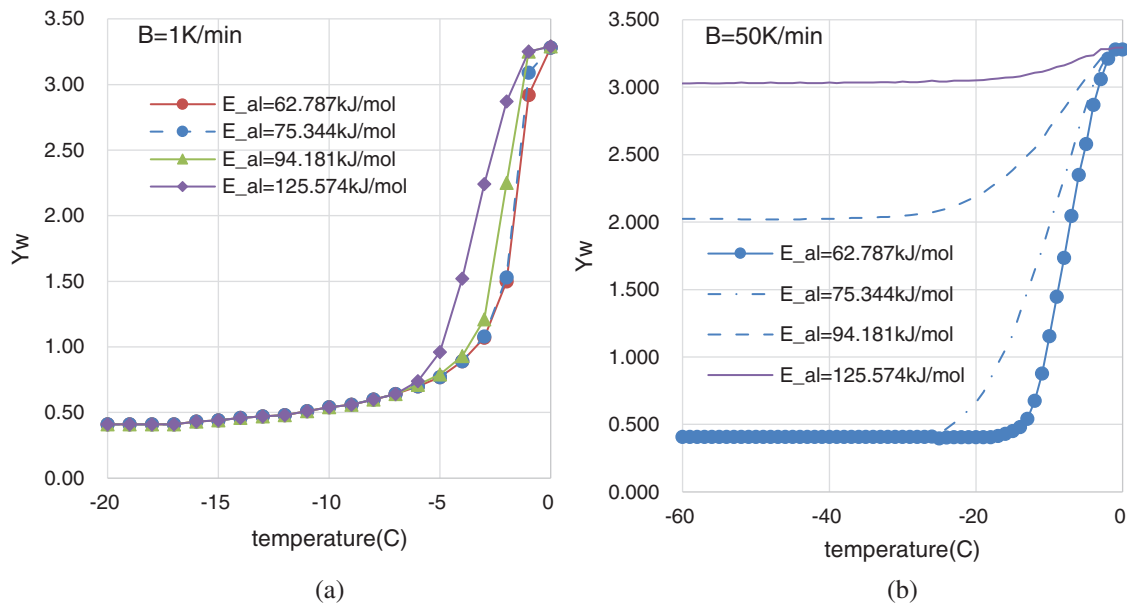 3.50
B=1K/min
3.00
E_al=62.787kJ/mol
2.50
E_al=75.344kJ/mol
E_al=94.181kJ/mol
2.00
E_al=125.574kJ/mol
Yw
1.50
1.00
0.50
0.00
-20
-15
-10
-5
0
temperature(C)
(a)
3.500
B=50K/min
3.000
2.500
2.000
Yw
E_al=62.787kJ/mol
1.500
E_al=75.344kJ/mol
E_al=94.181kJ/mol
1.000
E_al=125.574kJ/mol
0.500
0.000
-60
-40
-20
0
temperature(C)
(b)